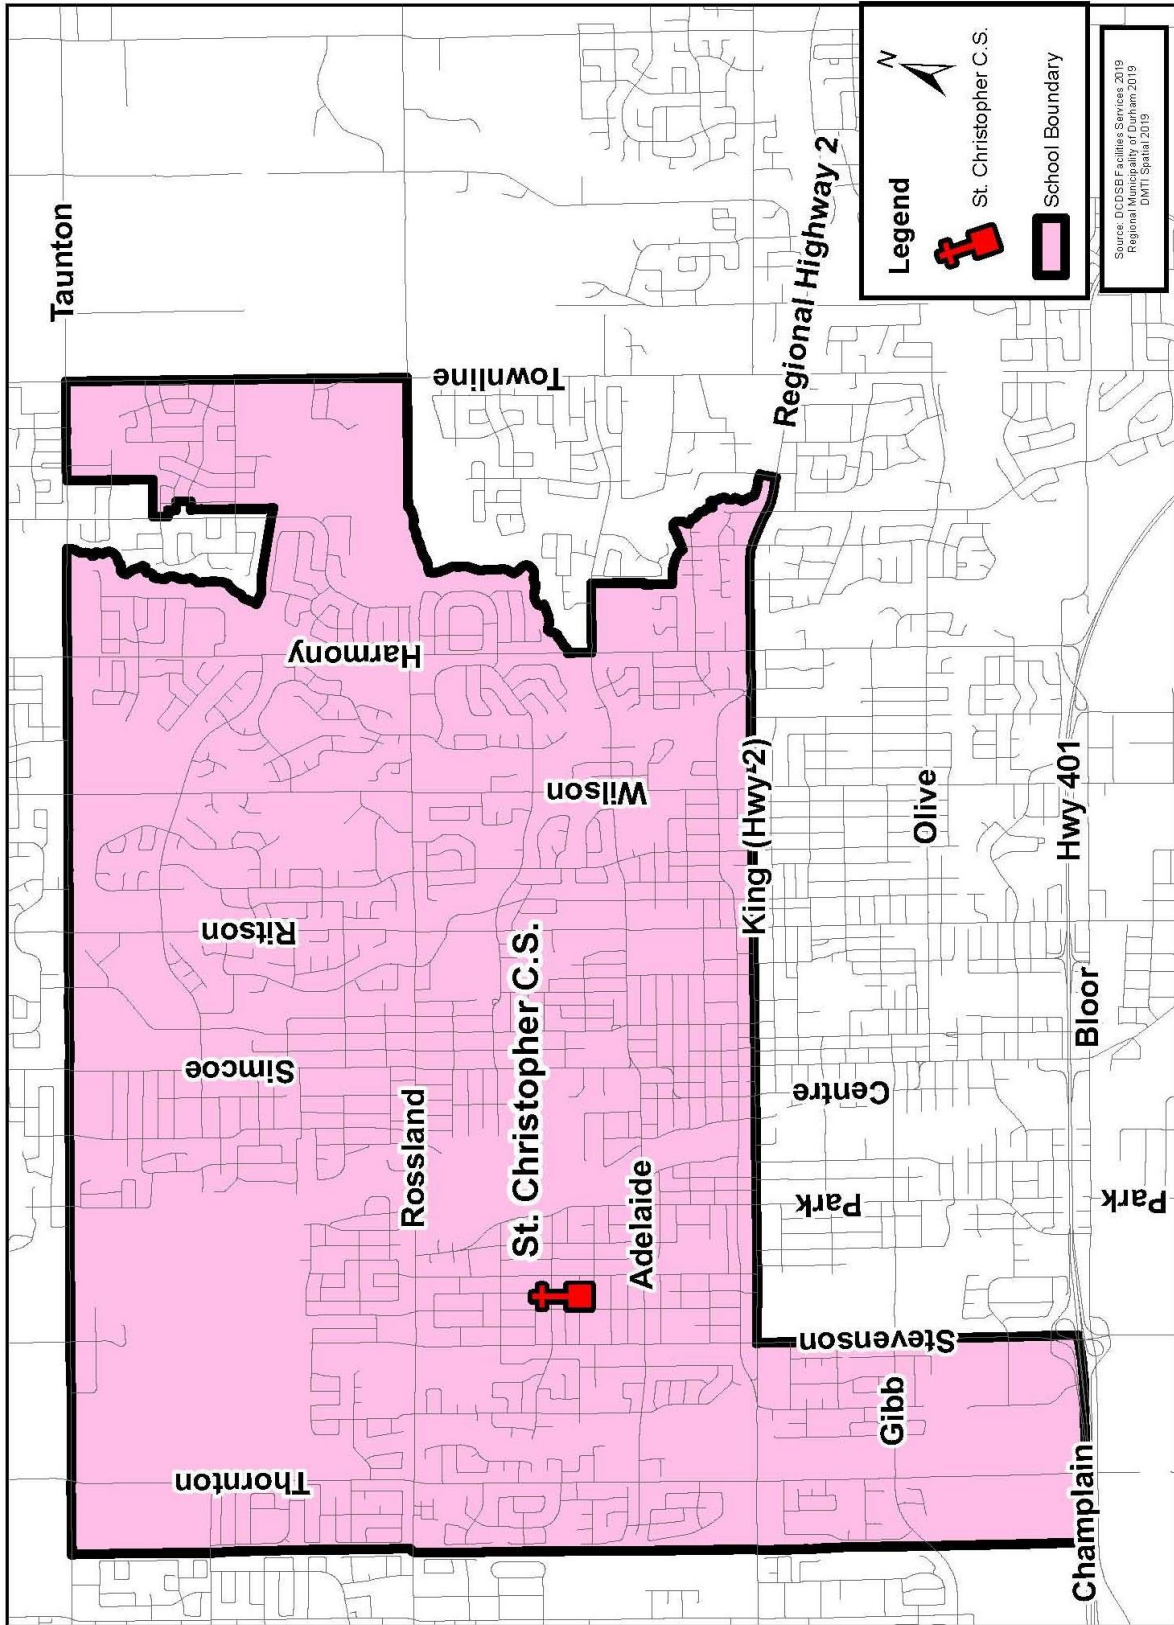 Taunton
Townline
Harmony
Regional Highway 2
Wilson
King (Hwy 2)
Ritson
Olive
Hwy 401
Simcoe
Rossland
St. Christopher C.S.
Adelaide
Centre
Bloor
Park
Park
Stevenson
Gibb
Thornton
Champlain
Legend
N
St. Christopher C.S.
School Boundary
Source: DCDSB Facilities Services 2019
Regional Municipality of Durham 2019
DMTI Spatial 2019